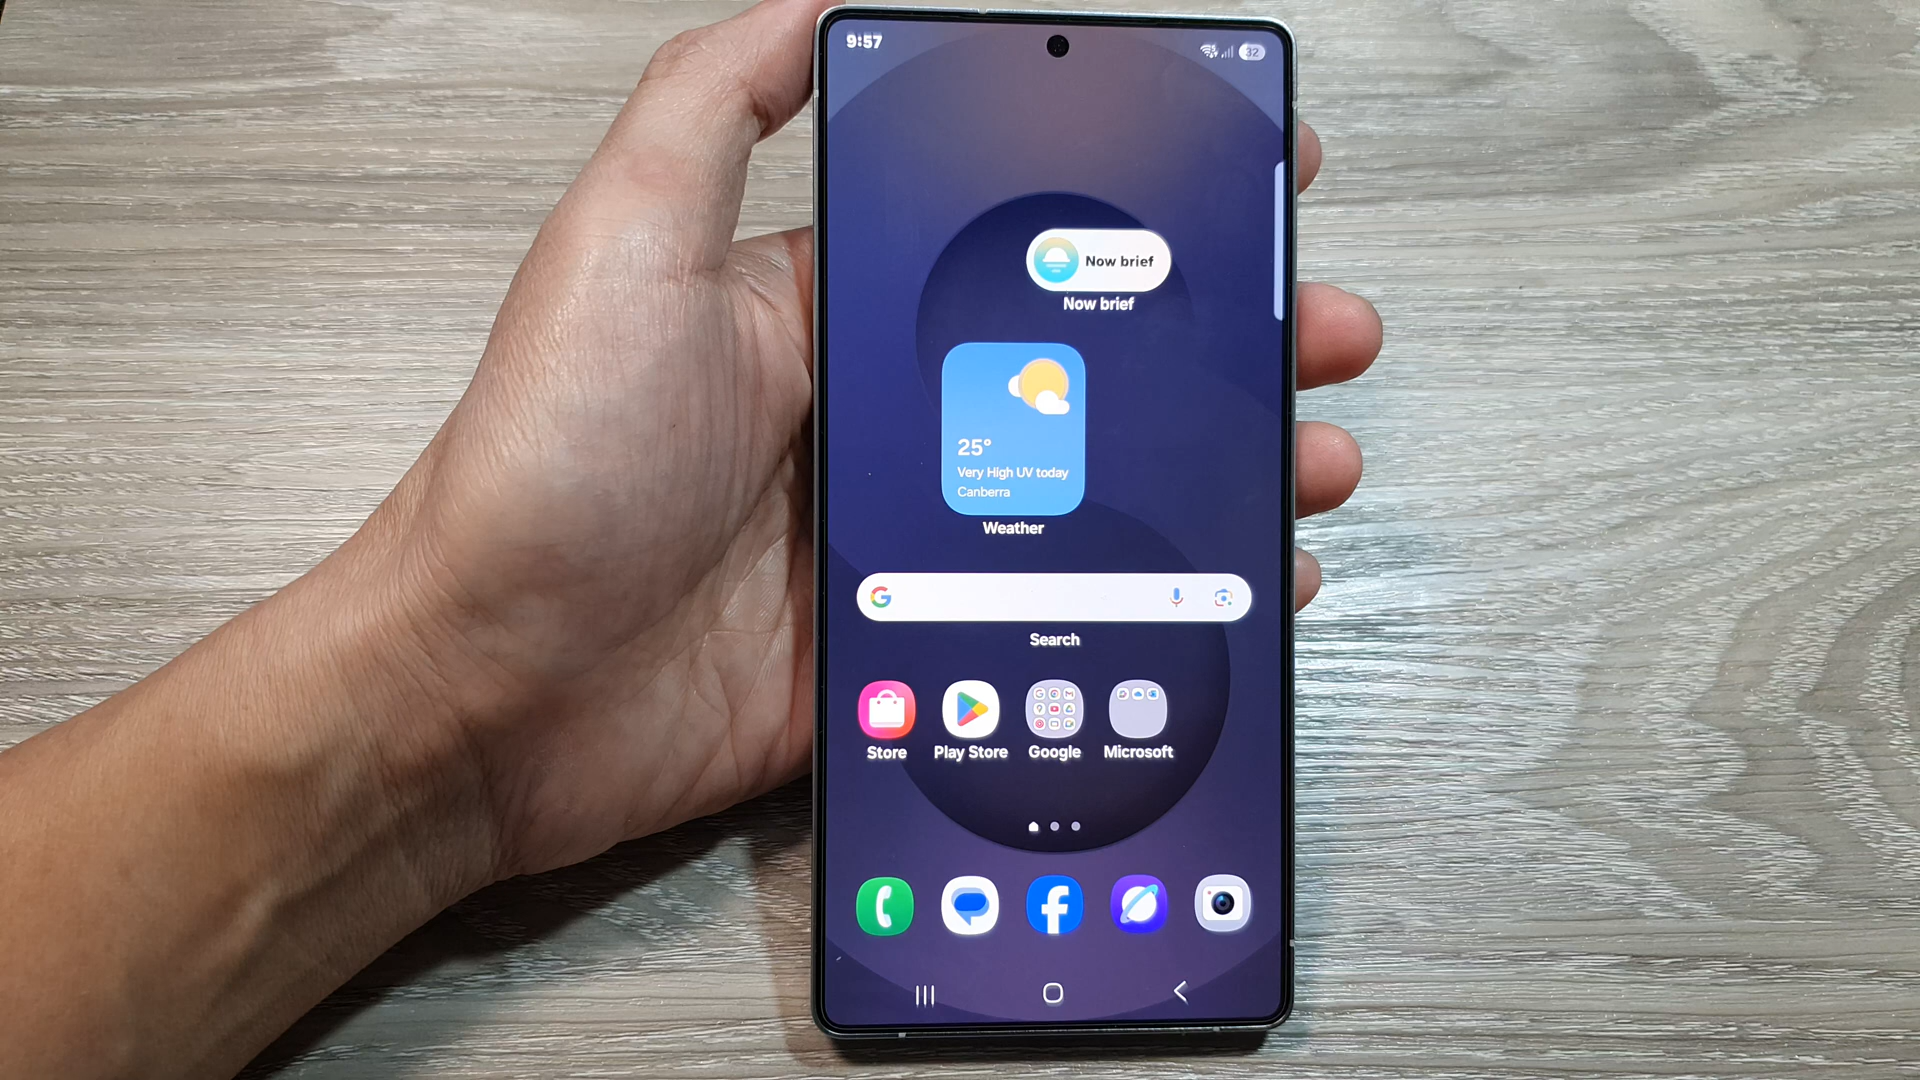 9:57
32
Now brief
Now brief
25°
Very High UV today
Canberra
Weather
Search
Store
Play Store
Google
Microsoft